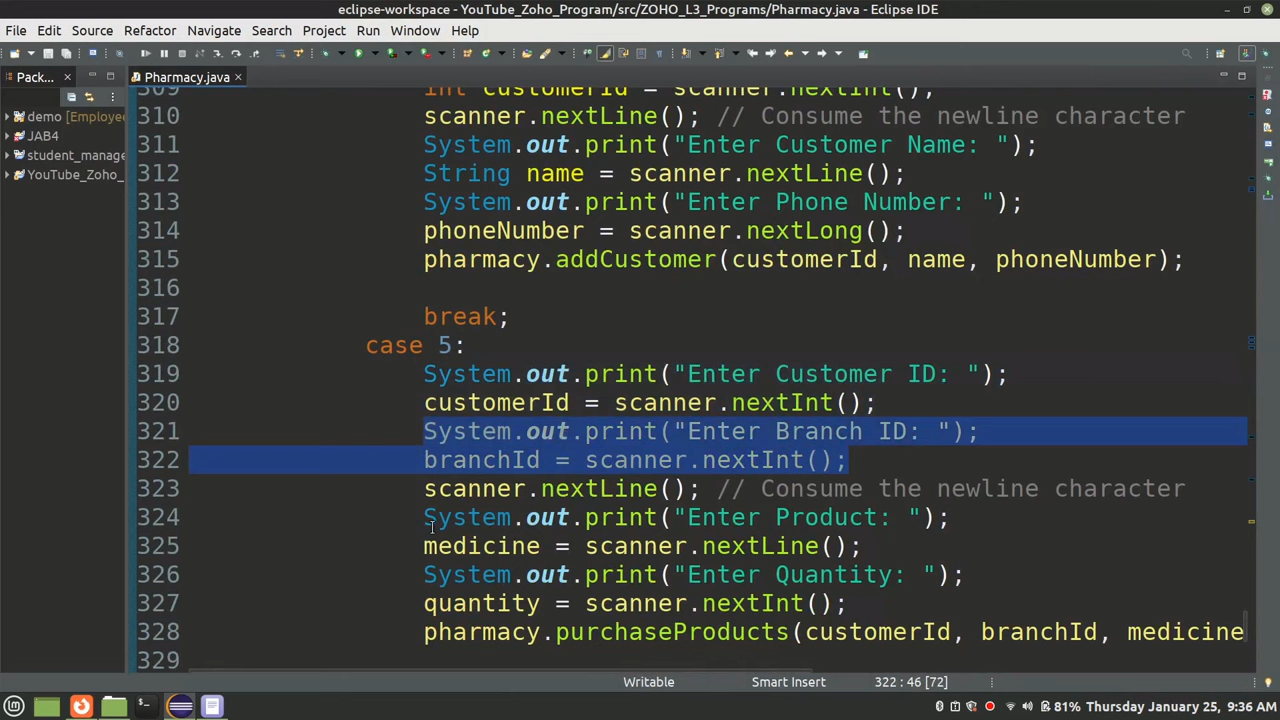 eclipse-workspace - YouTube_Zoho_Program/src/ZOHO_L3_Programs/Pharmacy.java - Eclipse IDE
File Edit Source Refactor Navigate Search Project Run Window Help
Pack... Pharmacy.java
demo [Employee
JAB4
student_manage
YouTube_Zoho_
309 int customerId = scanner.nextInt();
310 scanner.nextLine(); // Consume the newline character
311 System.out.print("Enter Customer Name: ");
312 String name = scanner.nextLine();
313 System.out.print("Enter Phone Number: ");
314 phoneNumber = scanner.nextLong();
315 pharmacy.addCustomer(customerId, name, phoneNumber);
316
317 break;
318 case 5:
319 System.out.print("Enter Customer ID: ");
320 customerId = scanner.nextInt();
321 System.out.print("Enter Branch ID: ");
322 branchId = scanner.nextInt();
323 scanner.nextLine(); // Consume the newline character
324 System.out.print("Enter Product: ");
325 medicine = scanner.nextLine();
326 System.out.print("Enter Quantity: ");
327 quantity = scanner.nextInt();
328 pharmacy.purchaseProducts(customerId, branchId, medicine
329
Writable Smart Insert 322 : 46 [72]
81% Thursday January 25, 9:36 AM